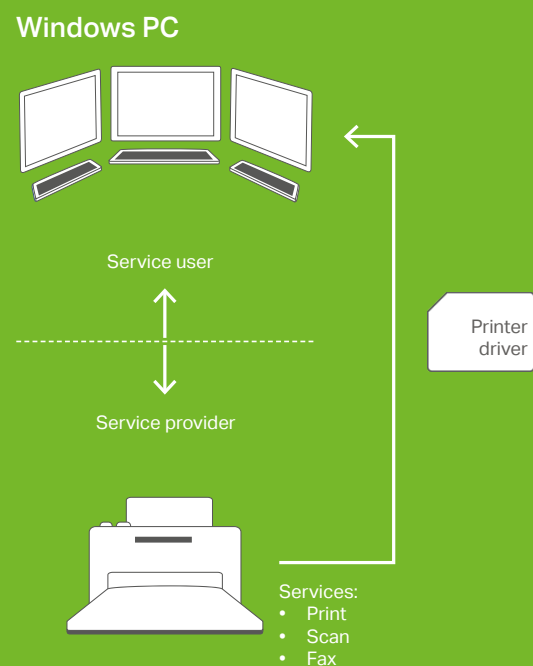 Windows PC
Service user
Service provider
Printer
driver
Services:
• Print
• Scan
• Fax